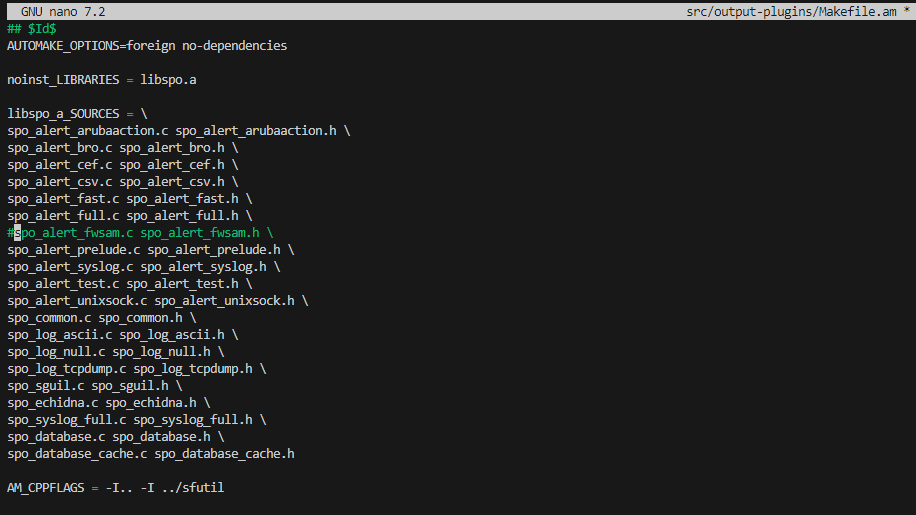 GNU nano 7.2 src/output-plugins/Makefile.am *
## $Id$
AUTOMAKE_OPTIONS=foreign no-dependencies
noinst_LIBRARIES = libspo.a
libspo_a_SOURCES = \
spo_alert_arubaaction.c spo_alert_arubaaction.h \
spo_alert_bro.c spo_alert_bro.h \
spo_alert_cef.c spo_alert_cef.h \
spo_alert_csv.c spo_alert_csv.h \
spo_alert_fast.c spo_alert_fast.h \
spo_alert_full.c spo_alert_full.h \
#spo_alert_fwsam.c spo_alert_fwsam.h \
spo_alert_prelude.c spo_alert_prelude.h \
spo_alert_syslog.c spo_alert_syslog.h \
spo_alert_test.c spo_alert_test.h \
spo_alert_unixsock.c spo_alert_unixsock.h \
spo_common.c spo_common.h \
spo_log_ascii.c spo_log_ascii.h \
spo_log_null.c spo_log_null.h \
spo_log_tcpdump.c spo_log_tcpdump.h \
spo_sguil.c spo_sguil.h \
spo_echidna.c spo_echidna.h \
spo_syslog_full.c spo_syslog_full.h \
spo_database.c spo_database.h \
spo_database_cache.c spo_database_cache.h
AM_CPPFLAGS = -I.. -I ../sfutil